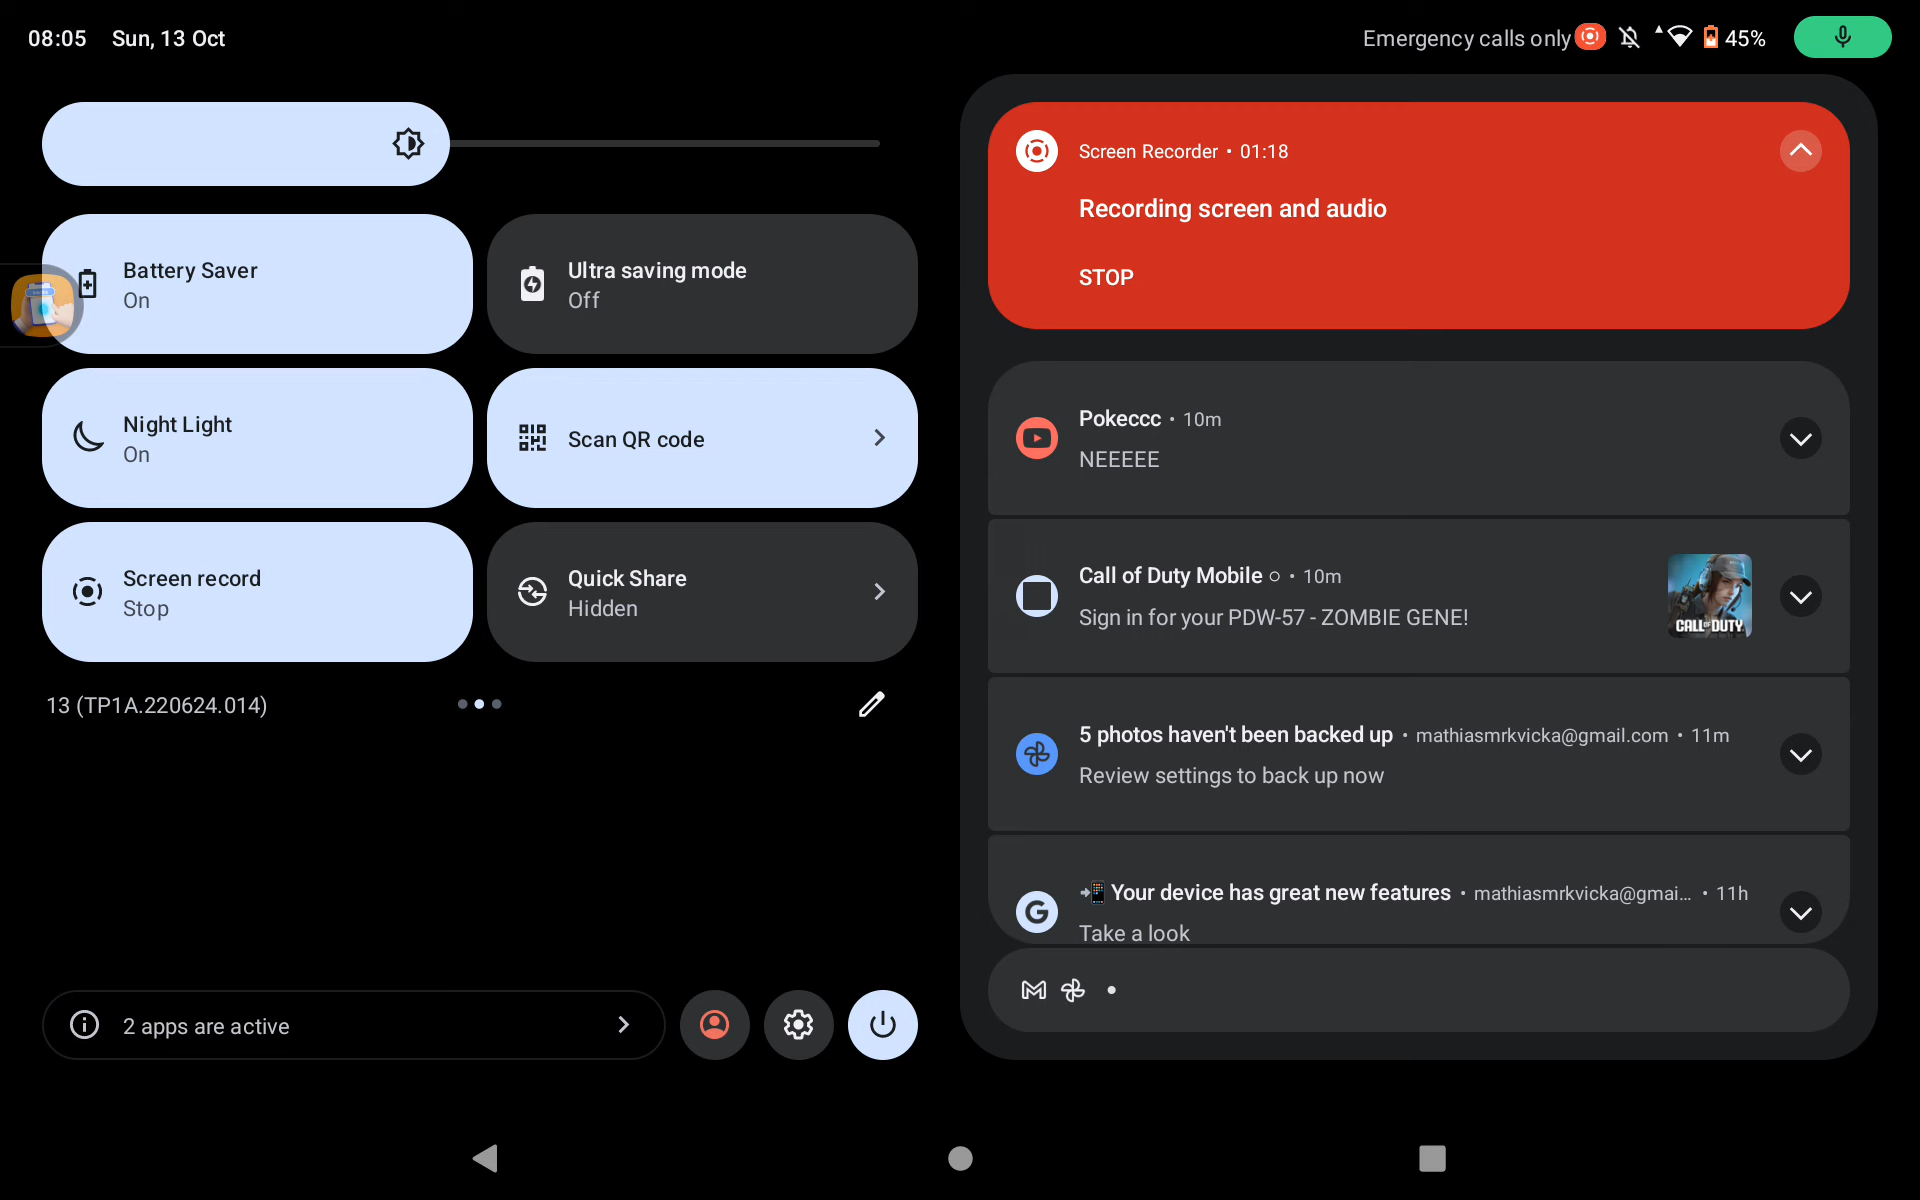 08:05 Sun, 13 Oct
Emergency calls only 45%
Battery Saver
On
Ultra saving mode
Off
Night Light
On
Scan QR code
Screen record
Stop
Quick Share
Hidden
13 (TP1A.220624.014)
2 apps are active
Screen Recorder • 01:18
Recording screen and audio
STOP
Pokeccc • 10m
NEEEEE
Call of Duty Mobile ○ • 10m
Sign in for your PDW-57 - ZOMBIE GENE!
CALL OF DUTY
5 photos haven't been backed up • mathiasmrkvicka@gmail.com • 11m
Review settings to back up now
📲 Your device has great new features • mathiasmrkvicka@gmai... • 11h
Take a look